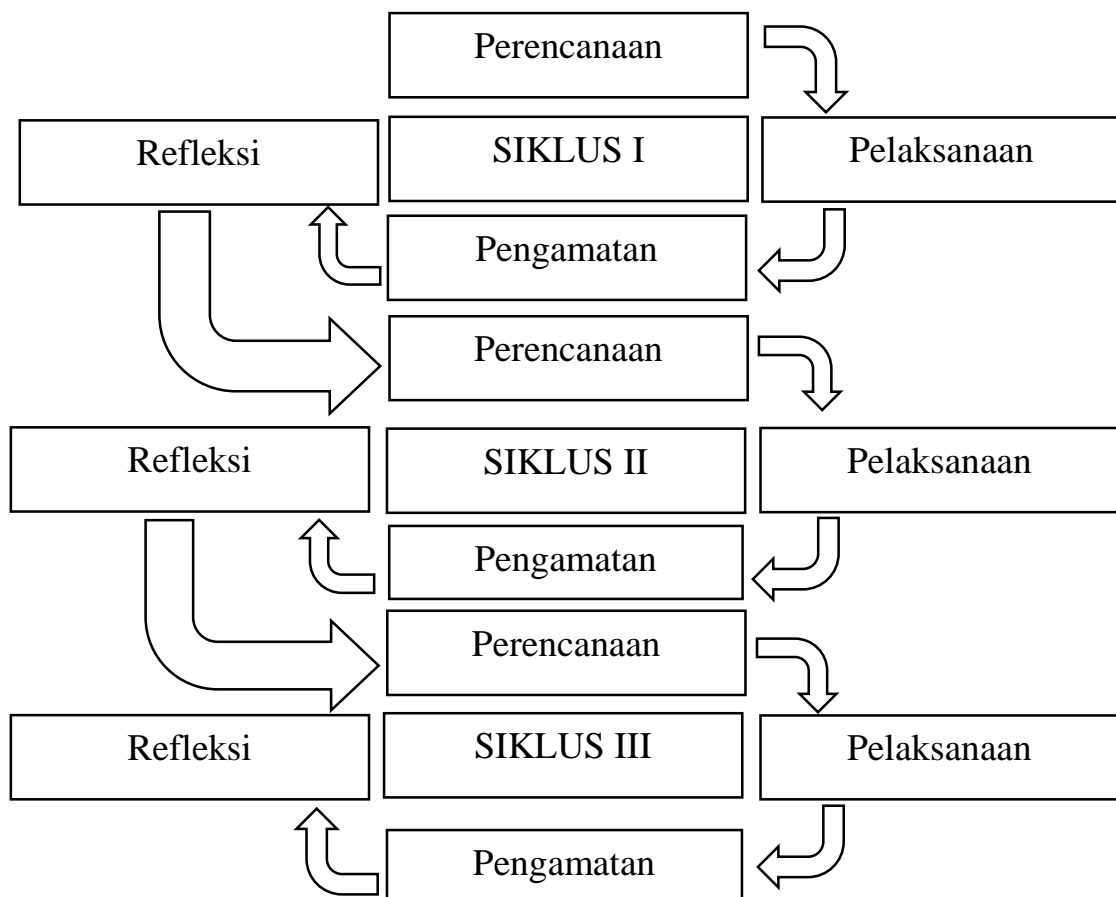 Perencanaan
Refleksi
SIKLUS I
Pelaksanaan
Pengamatan
Perencanaan
Refleksi
SIKLUS II
Pelaksanaan
Pengamatan
Perencanaan
Refleksi
SIKLUS III
Pelaksanaan
Pengamatan